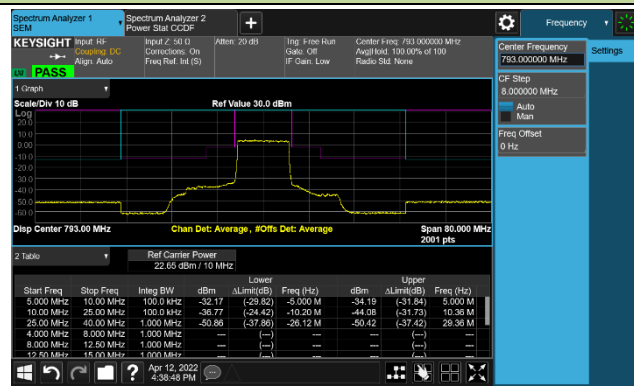 Spectrum Analyzer 1
SEM
Spectrum Analyzer 2
Power Stat CCDF
Frequency
KEYSIGHT
Input: RF
Coupling: DC
Align: Auto
Input Z: 50 Ω
Corrections: On
Freq Ref: Int (S)
Atten: 20 dB
Trig: Free Run
Gate: Off
IF Gain: Low
Center Freq: 793.000000 MHz
Avg|Hold: 100.00% of 100
Radio Std: None
PASS
Center Frequency
793.000000 MHz
Settings
CF Step
8.000000 MHz
Auto
Man
Freq Offset
0 Hz
1 Graph
Scale/Div 10 dB
Ref Value 30.0 dBm
Log
20.0
10.0
0.00
-10.0
-20.0
-30.0
-40.0
-50.0
-60.0
Disp Center 793.00 MHz
Chan Det: Average, #Offs Det: Average
Span 80.000 MHz
2001 pts
2 Table
Ref Carrier Power
22.65 dBm / 10 MHz
Lower Upper
Start Freq Stop Freq Integ BW dBm ΔLimit(dB) Freq (Hz) dBm ΔLimit(dB) Freq (Hz)
5.000 MHz 10.00 MHz 100.0 kHz -32.17 (-29.82) -5.000 M -34.19 (-31.84) 5.000 M
10.00 MHz 25.00 MHz 100.0 kHz -36.77 (-24.42) -10.20 M -44.08 (-31.73) 10.36 M
25.00 MHz 40.00 MHz 1.000 MHz -50.86 (-37.86) -26.12 M -50.42 (-37.42) 29.36 M
4.000 MHz 8.000 MHz 1.000 MHz --- (---) --- --- (---) ---
8.000 MHz 12.50 MHz 1.000 MHz --- (---) --- --- (---) ---
12.50 MHz 15.00 MHz 1.000 MHz --- (---) --- --- (---) ---
Apr 12, 2022
4:38:48 PM